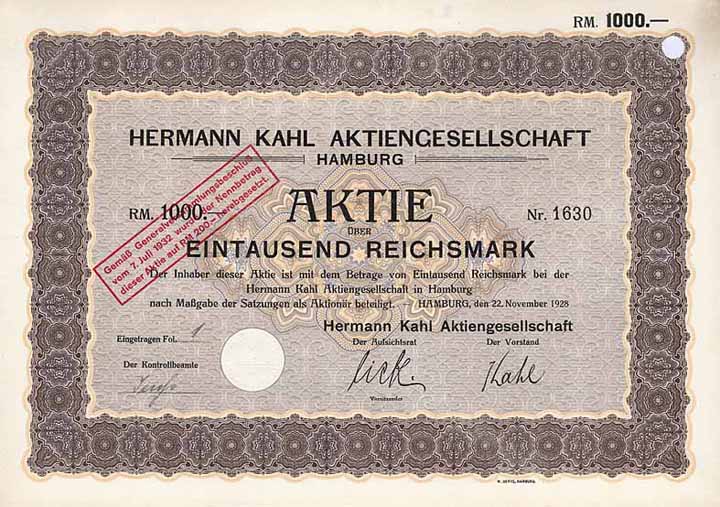 RM. 1000.—
HERMANN KAHL AKTIENGESELLSCHAFT
HAMBURG
Gemäß Generalversammlungsbeschluß
vom 7. Juli 1932 wurde der Nennbetrag
dieser Aktie auf RM 200.- herabgesetzt.
RM. 1000.-
AKTIE
Nr. 1630
ÜBER
EINTAUSEND REICHSMARK
Der Inhaber dieser Aktie ist mit dem Betrage von Eintausend Reichsmark bei der
Hermann Kahl Aktiengesellschaft in Hamburg
nach Maßgabe der Satzungen als Aktionär beteiligt. — HAMBURG, den 22. November 1928
Hermann Kahl Aktiengesellschaft
Eingetragen Fol. 1
Der Aufsichtsrat
Der Vorstand
Der Kontrollbeamte
Kahl
Vorsitzender
HAMBURG.